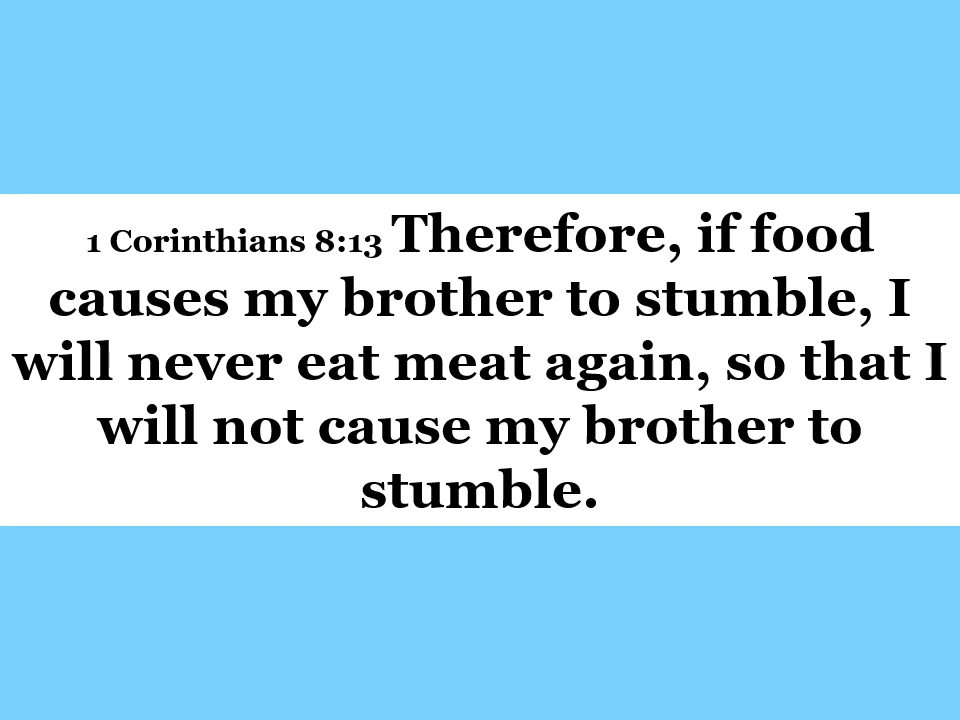 1 Corinthians 8:13 Therefore, if food
causes my brother to stumble, I
will never eat meat again, so that I
will not cause my brother to
stumble.